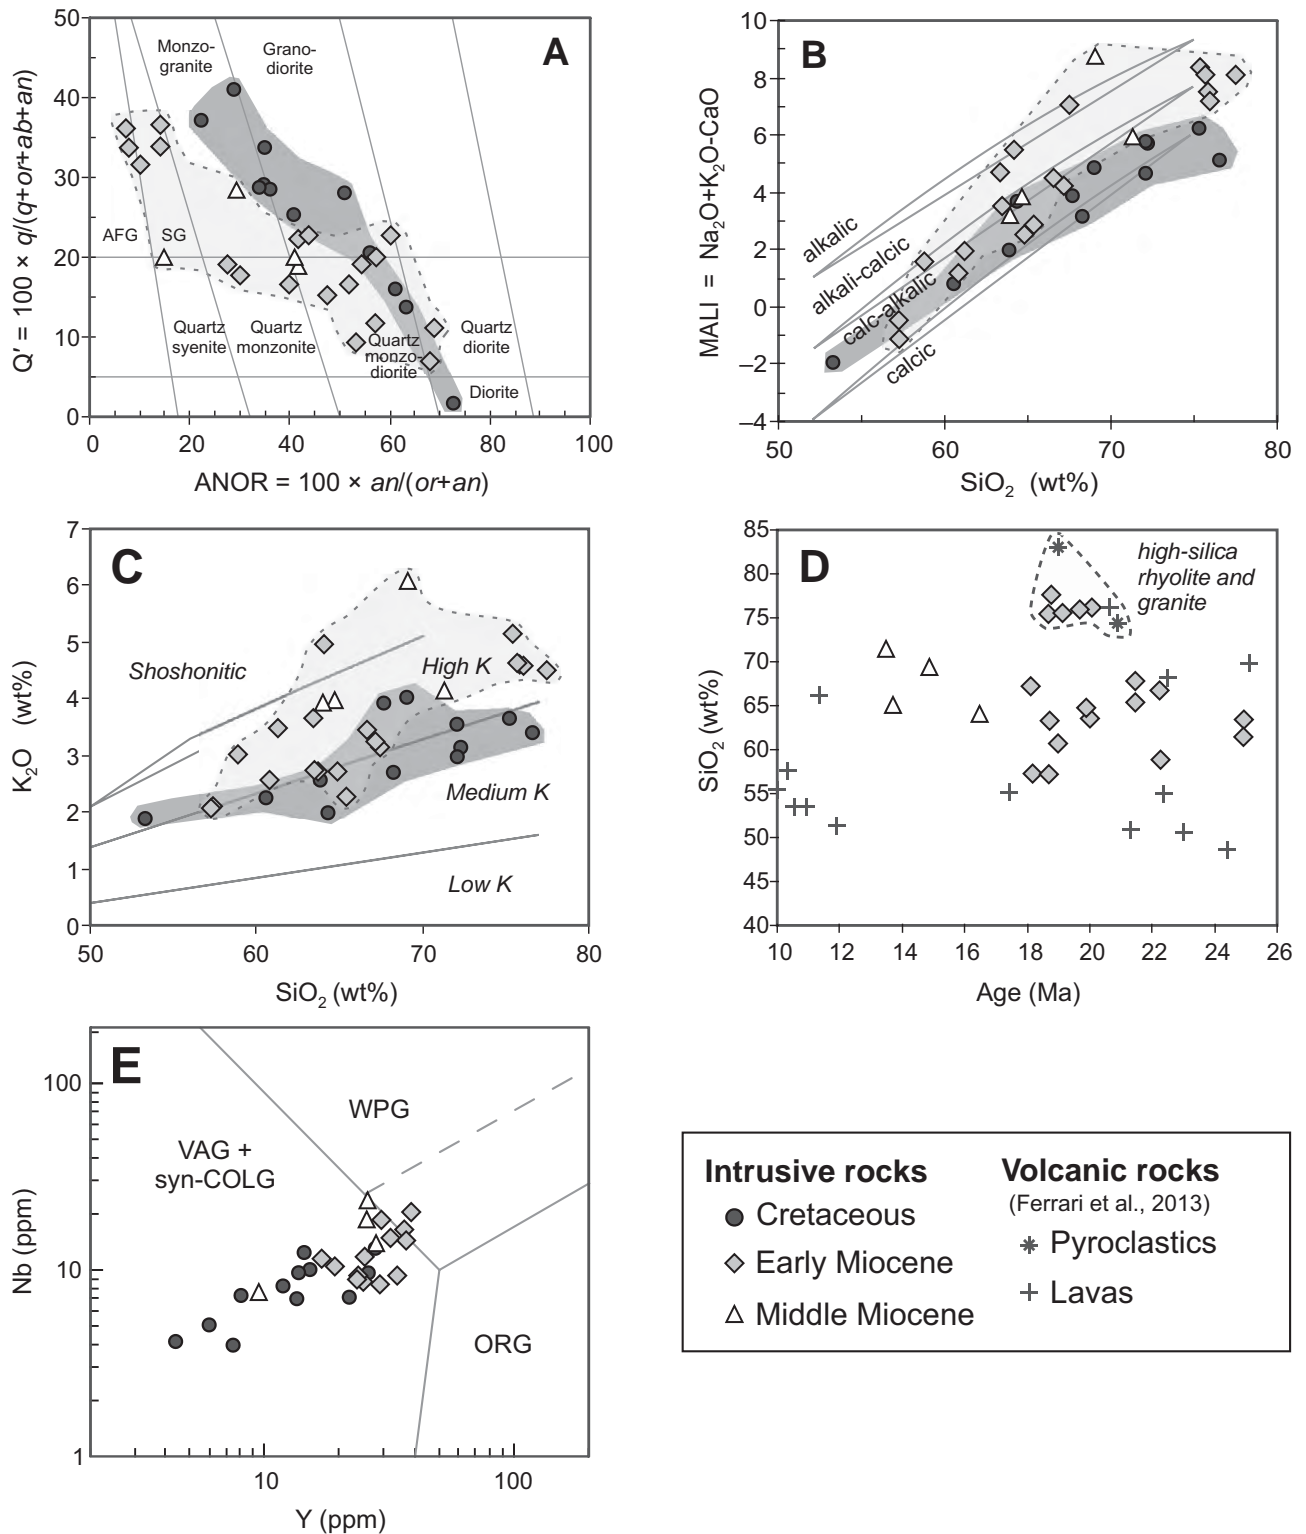 A
50
40
30
20
10
0
Q′ = 100 × q/(q+or+ab+an)
Monzo-
granite
Grano-
diorite
AFG
SG
Quartz
syenite
Quartz
monzonite
Quartz
monzo-
diorite
Quartz
diorite
Diorite
0 20 40 60 80 100
ANOR = 100 × an/(or+an)
B
10
8
6
4
2
0
–2
–4
MALI = Na₂O+K₂O-CaO
alkalic
alkali-calcic
calc-alkalic
calcic
50 60 70 80
SiO₂ (wt%)
C
7
6
5
4
3
2
1
0
K₂O (wt%)
Shoshonitic
High K
Medium K
Low K
50 60 70 80
SiO₂ (wt%)
D
85
80
75
70
65
60
55
50
45
40
SiO₂ (wt%)
high-silica
rhyolite and
granite
10 12 14 16 18 20 22 24 26
Age (Ma)
E
100
10
1
Nb (ppm)
WPG
VAG +
syn-COLG
ORG
10 100
Y (ppm)
Intrusive rocks
Cretaceous
Early Miocene
Middle Miocene
Volcanic rocks
(Ferrari et al., 2013)
Pyroclastics
Lavas